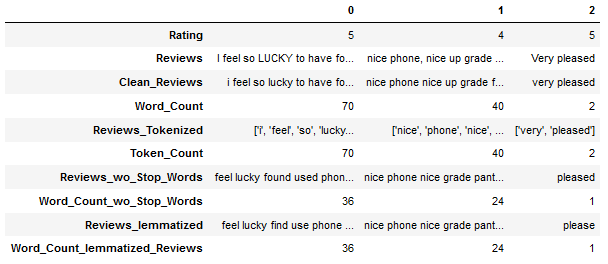 0 1 2
Rating 5 4 5
Reviews I feel so LUCKY to have fo... nice phone, nice up grade ... Very pleased
Clean_Reviews i feel so lucky to have fo... nice phone nice up grade f... very pleased
Word_Count 70 40 2
Reviews_Tokenized ['i', 'feel', 'so', 'lucky... ['nice', 'phone', 'nice', ... ['very', 'pleased']
Token_Count 70 40 2
Reviews_wo_Stop_Words feel lucky found used phon... nice phone nice grade pant... pleased
Word_Count_wo_Stop_Words 36 24 1
Reviews_lemmatized feel lucky find use phone ... nice phone nice grade pant... please
Word_Count_lemmatized_Reviews 36 24 1